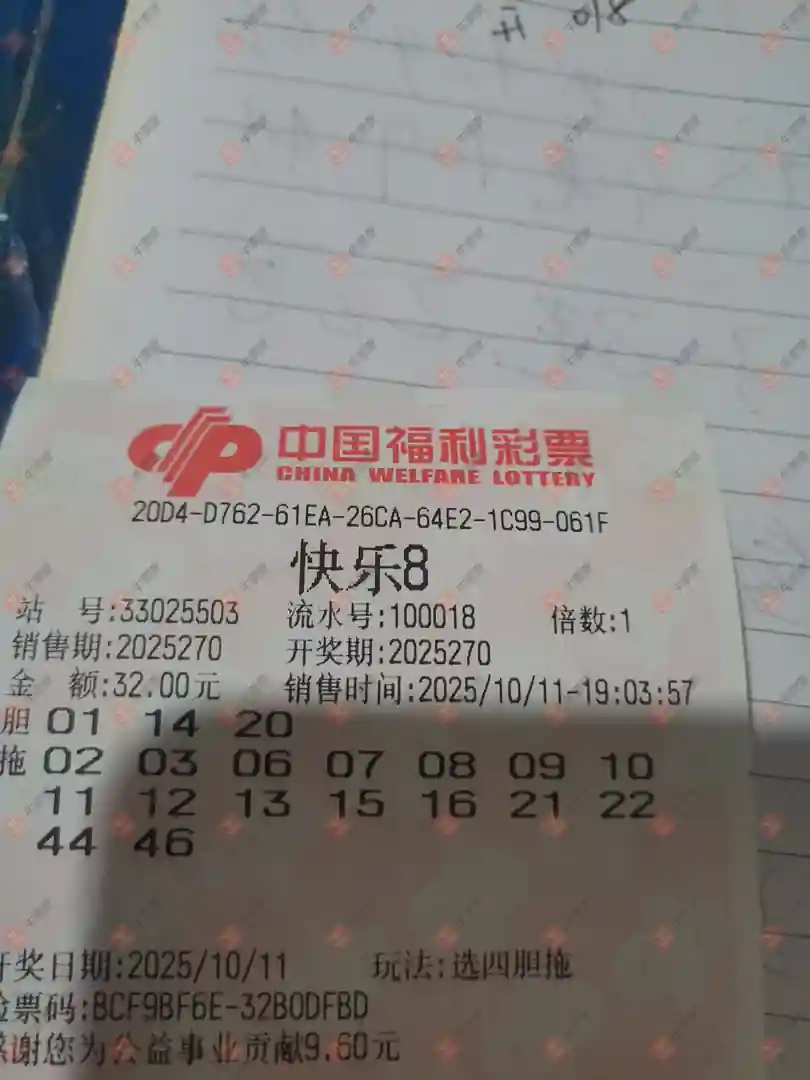 开 018
中国福利彩票
CHINA WELFARE LOTTERY
20D4-D762-61EA-26CA-64E2-1C99-061F
快乐8
站 号:33025503 流水号:100018 倍数:1
销售期:2025270 开奖期:2025270
金 额:32.00元 销售时间:2025/10/11-19:03:57
胆 01 14 20
拖 02 03 06 07 08 09 10
11 12 13 15 16 21 22
44 46
开奖日期:2025/10/11 玩法:选四胆拖
验票码:BCF9BF6E-32B0DFBD
感谢您为公益事业贡献9.60元